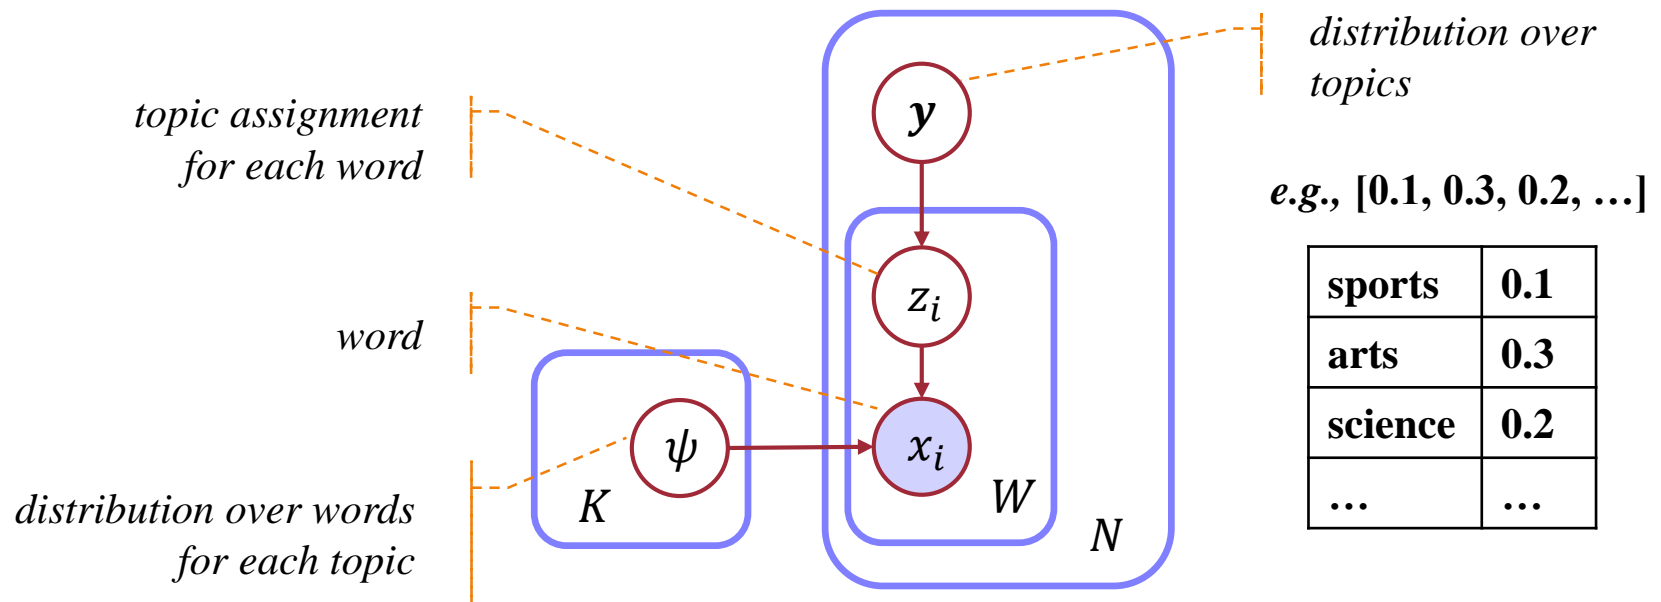 topic assignment
for each word
word
distribution over words
for each topic
y
z_i
x_i
ψ
K
W
N
distribution over
topics
e.g., [0.1, 0.3, 0.2, …]
sports 0.1
arts 0.3
science 0.2
… …